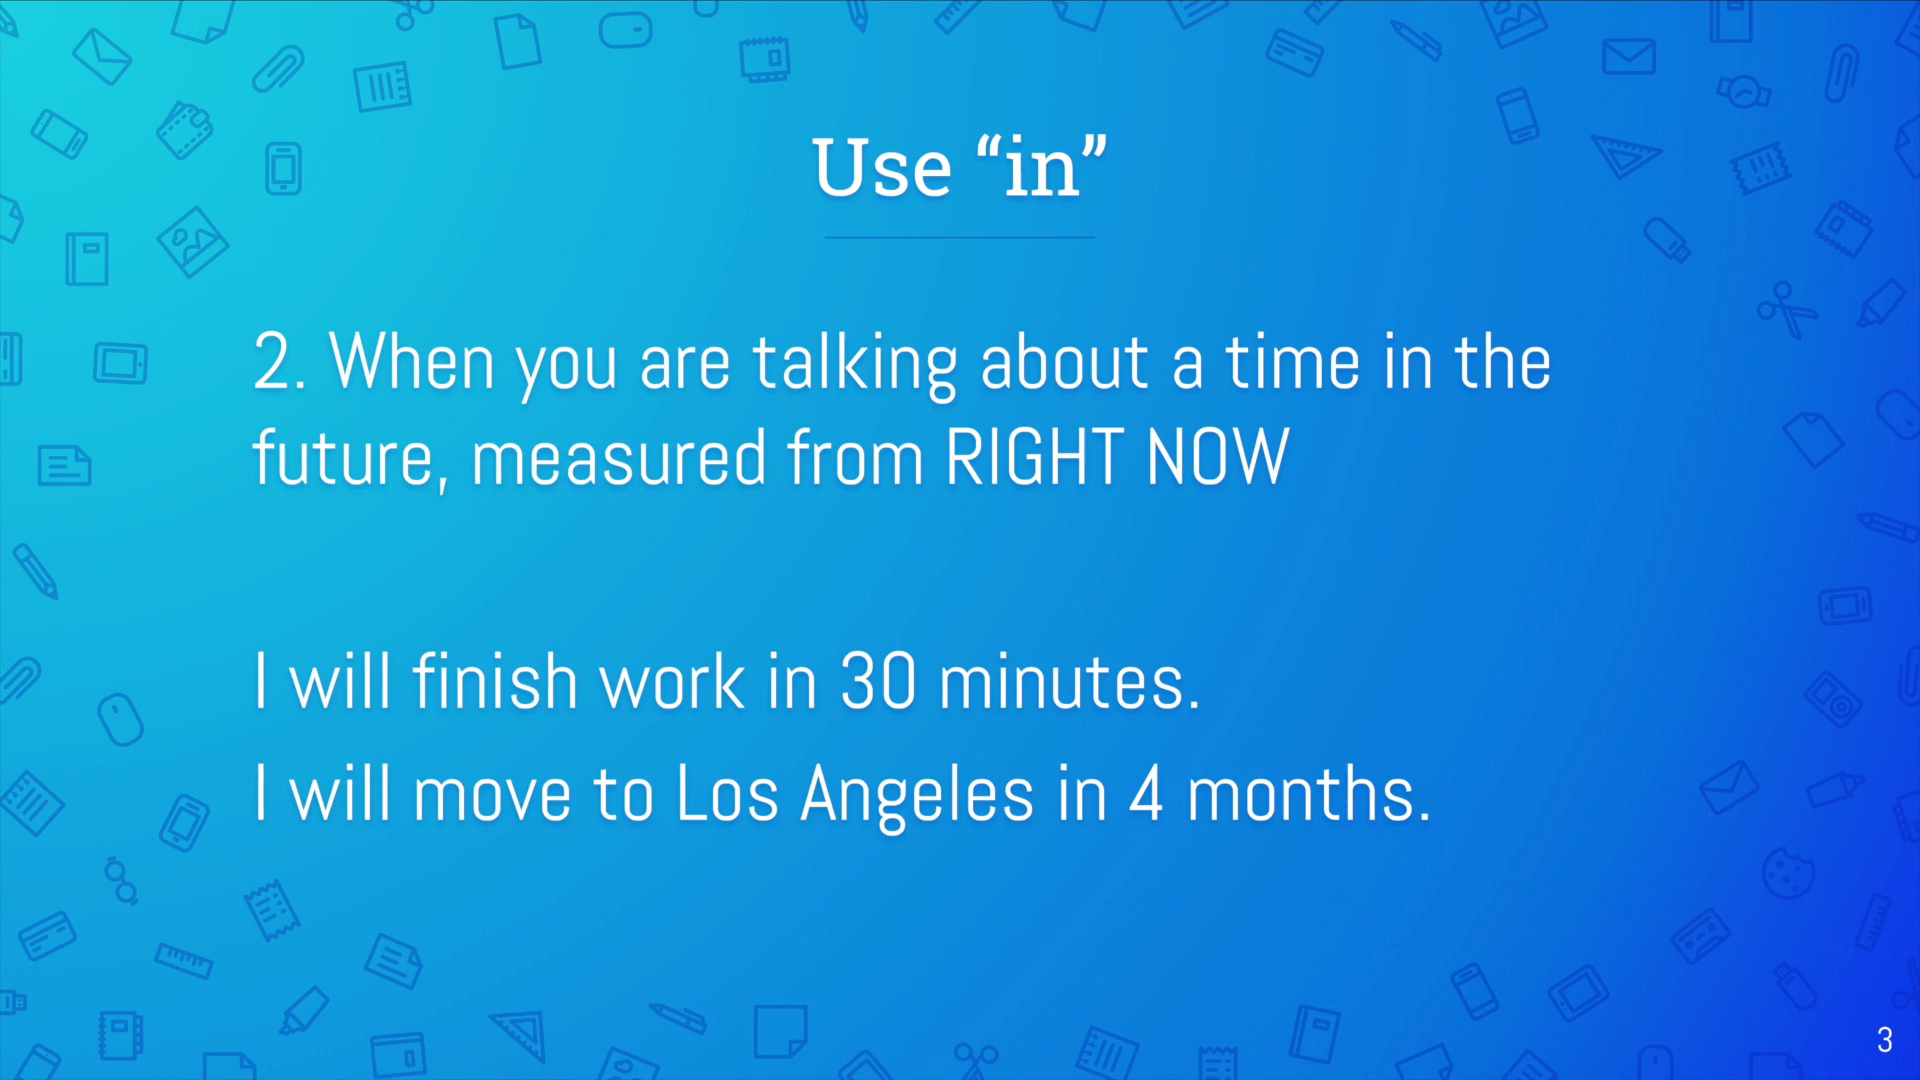 Use “in”
2. When you are talking about a time in the
future, measured from RIGHT NOW
I will finish work in 30 minutes.
I will move to Los Angeles in 4 months.
3